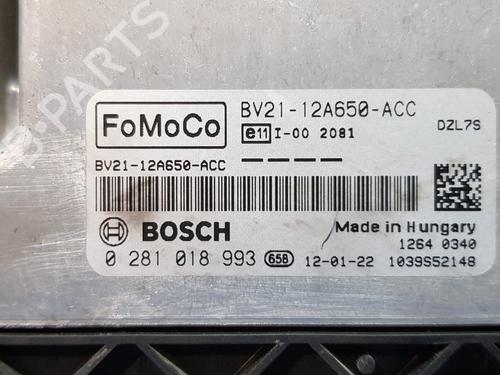 B-PARTS
FoMoCo
BV21-12A650-ACC
e11 I-00 2081
DZL7S
BV21-12A650-ACC
BOSCH
Made in Hungary
1264 0340
0 281 018 993 658 12-01-22 1039S52148